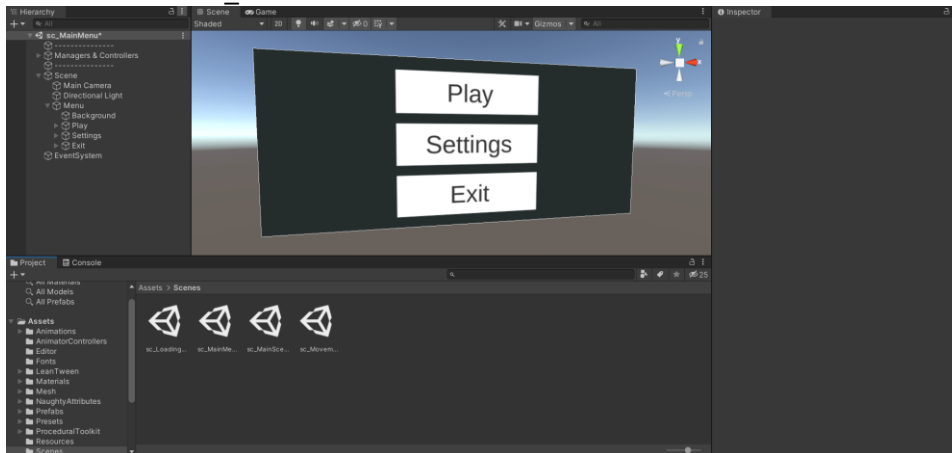 Hierarchy
Scene
Game
Inspector
All
Shaded
2D
0
Gizmos
All
sc_MainMenu*
---------------
Managers & Controllers
---------------
Scene
Main Camera
Directional Light
Menu
Background
Play
Settings
Exit
EventSystem
y
x
Persp
Play
Settings
Exit
Project
Console
25
All Materials
All Models
All Prefabs
Assets
Animations
AnimatorControllers
Editor
Fonts
LeanTween
Materials
Mesh
NaughtyAttributes
Prefabs
Presets
ProceduralToolkit
Resources
Scenes
Assets > Scenes
sc_Loading...
sc_MainMe...
sc_MainSce...
sc_Movem...